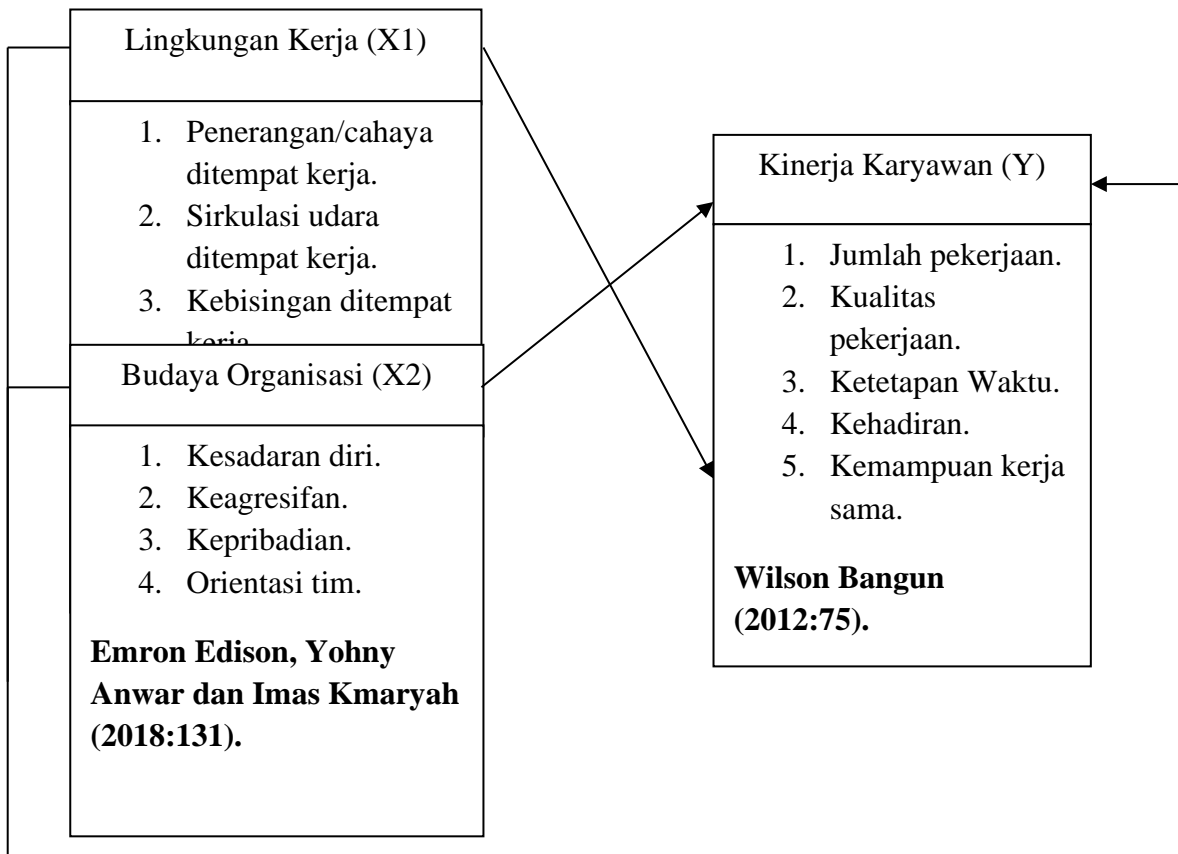 Lingkungan Kerja (X1)
1. Penerangan/cahaya
ditempat kerja.
2. Sirkulasi udara
ditempat kerja.
3. Kebisingan ditempat
Budaya Organisasi (X2)
1. Kesadaran diri.
2. Keagresifan.
3. Kepribadian.
4. Orientasi tim.
Emron Edison, Yohny
Anwar dan Imas Kmaryah
(2018:131).
Kinerja Karyawan (Y)
1. Jumlah pekerjaan.
2. Kualitas
pekerjaan.
3. Ketetapan Waktu.
4. Kehadiran.
5. Kemampuan kerja
sama.
Wilson Bangun
(2012:75).